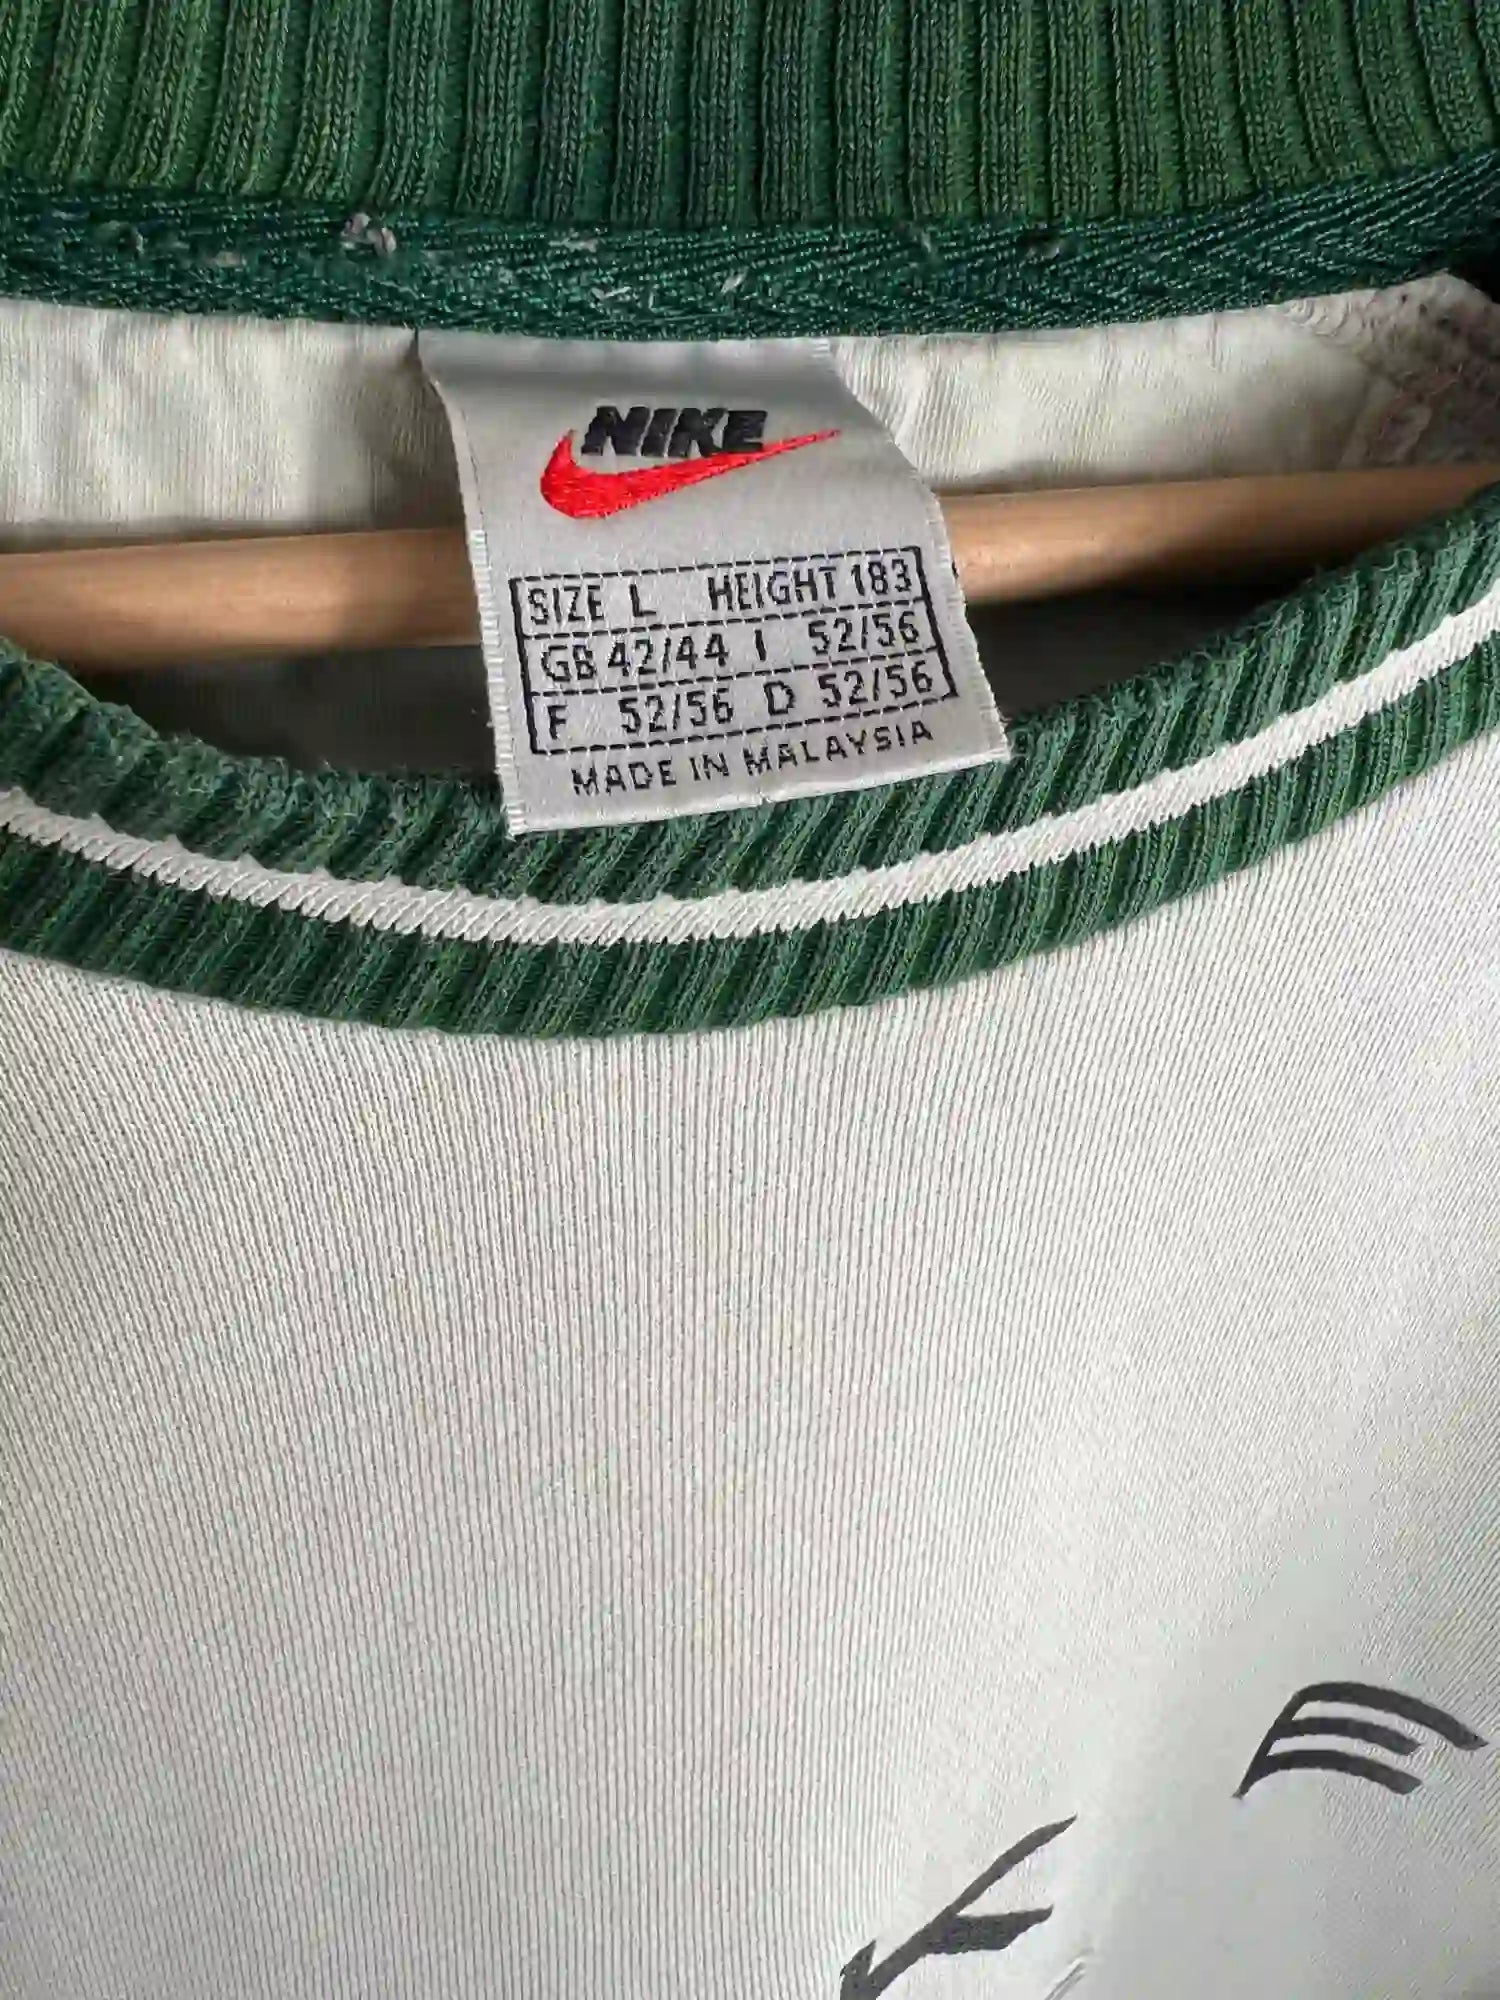 NIKE
SIZE L HEIGHT 183
GB 42/44 I 52/56
F 52/56 D 52/56
MADE IN MALAYSIA